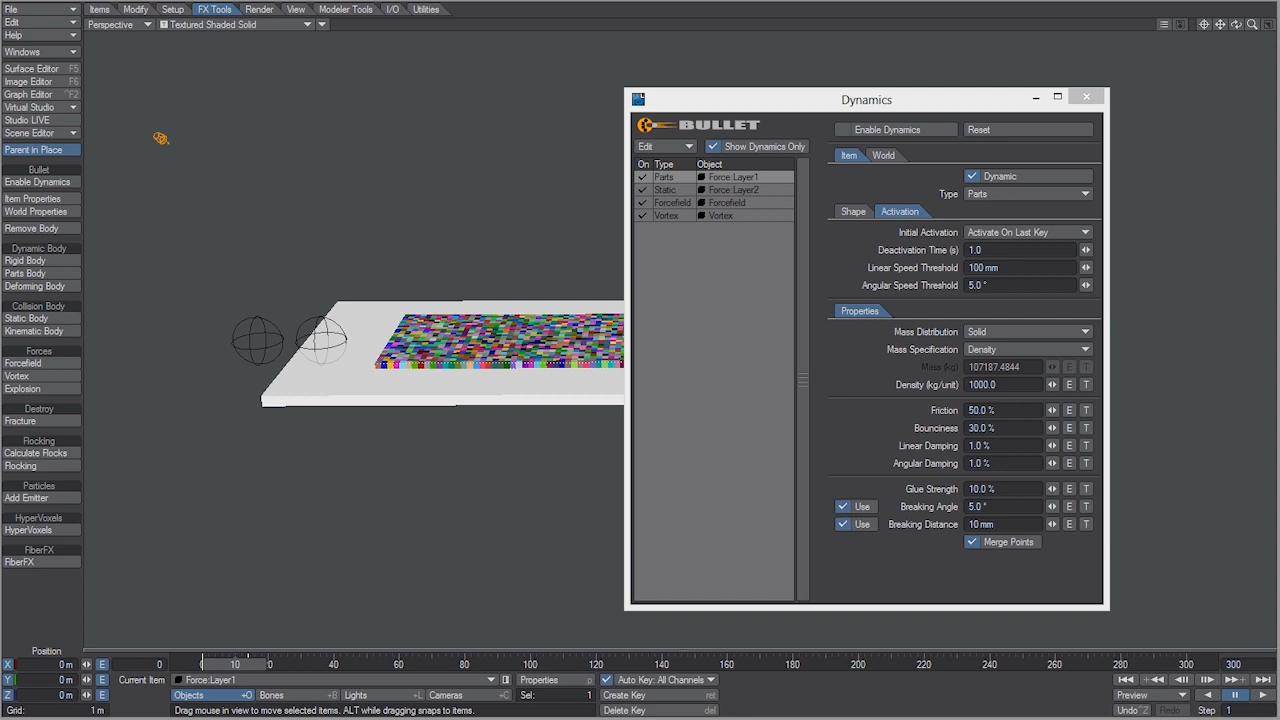 File Items Modify Setup FX Tools Render View Modeler Tools I/O Utilities
Edit Perspective Textured Shaded Solid
Help
Windows
Surface Editor F5
Image Editor F6
Graph Editor ^F2
Virtual Studio
Studio LIVE
Scene Editor
Parent in Place
Bullet
Enable Dynamics
Item Properties
World Properties
Remove Body
Dynamic Body
Rigid Body
Parts Body
Deforming Body
Collision Body
Static Body
Kinematic Body
Forces
Forcefield
Vortex
Explosion
Destroy
Fracture
Flocking
Calculate Flocks
Flocking
Particles
Add Emitter
HyperVoxels
HyperVoxels
FiberFX
FiberFX
Dynamics
BULLET
Edit Show Dynamics Only
On Type Object
Parts Force:Layer1
Static Force:Layer2
Forcefield Forcefield
Vortex Vortex
Enable Dynamics Reset
Item World
Dynamic
Type Parts
Shape Activation
Initial Activation Activate On Last Key
Deactivation Time (s) 1.0
Linear Speed Threshold 100 mm
Angular Speed Threshold 5.0 °
Properties
Mass Distribution Solid
Mass Specification Density
Mass (kg) 107187.4844 E T
Density (kg/unit) 1000.0 E T
Friction 50.0 % E T
Bounciness 30.0 % E T
Linear Damping 1.0 % E T
Angular Damping 1.0 % E T
Glue Strength 10.0 % E T
Use Breaking Angle 5.0 ° E T
Use Breaking Distance 10 mm E T
Merge Points
Position
X 0 m E 0 10 20 40 60 80 100 120 140 160 180 200 220 240 260 280 300 300
Y 0 m E Current Item Force:Layer1 Properties p Auto Key: All Channels
Z 0 m E Objects +O Bones +B Lights +L Cameras +C Sel: 1 Create Key ret Preview
Grid: 1 m Drag mouse in view to move selected items. ALT while dragging snaps to items. Delete Key del Undo ^Z Redo Step 1